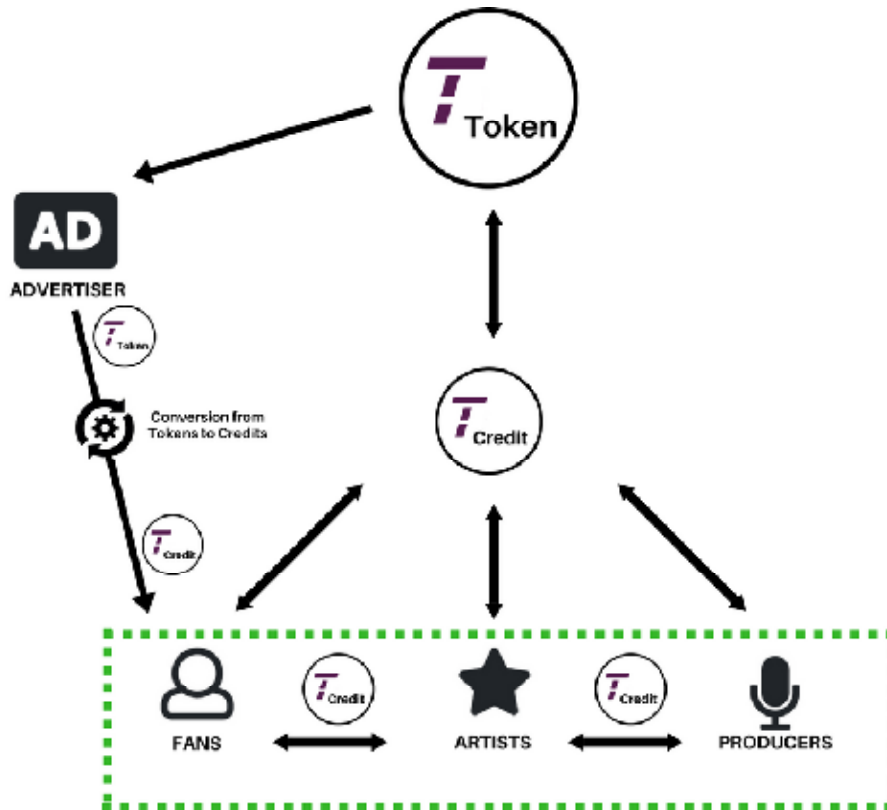 T Token
AD
ADVERTISER
T Token
Conversion from
Tokens to Credits
T Credit
T Credit
FANS
T Credit
ARTISTS
T Credit
PRODUCERS